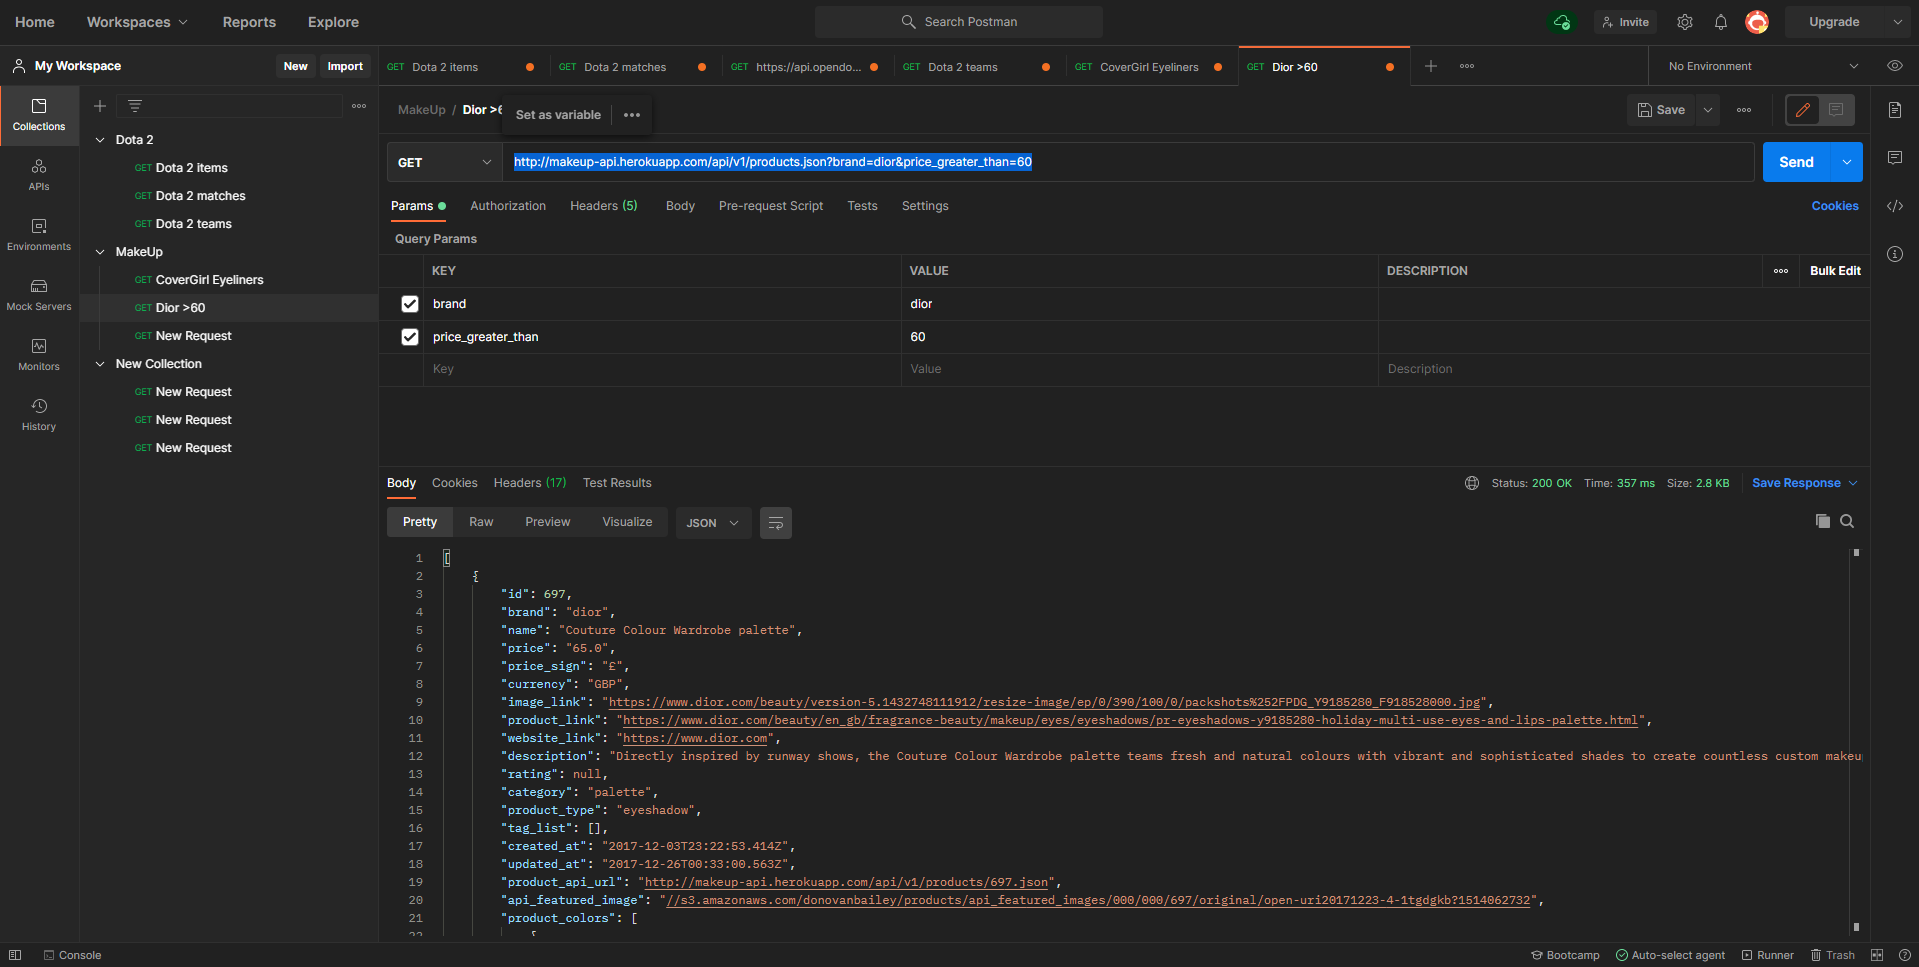 Home Workspaces Reports Explore Search Postman Invite Upgrade
My Workspace New Import
GET Dota 2 items GET Dota 2 matches GET https://api.opendo... GET Dota 2 teams GET CoverGirl Eyeliners GET Dior >60 No Environment
Collections
APIs
Environments
Mock Servers
Monitors
History
Dota 2
GET Dota 2 items
GET Dota 2 matches
GET Dota 2 teams
MakeUp
GET CoverGirl Eyeliners
GET Dior >60
GET New Request
New Collection
GET New Request
GET New Request
GET New Request
MakeUp / Dior >6 Set as variable Save
GET http://makeup-api.herokuapp.com/api/v1/products.json?brand=dior&price_greater_than=60 Send
Params Authorization Headers (5) Body Pre-request Script Tests Settings Cookies
Query Params
KEY VALUE DESCRIPTION Bulk Edit
brand dior
price_greater_than 60
Key Value Description
Body Cookies Headers (17) Test Results Status: 200 OK Time: 357 ms Size: 2.8 KB Save Response
Pretty Raw Preview Visualize JSON
1 [
2 {
3 "id": 697,
4 "brand": "dior",
5 "name": "Couture Colour Wardrobe palette",
6 "price": "65.0",
7 "price_sign": "£",
8 "currency": "GBP",
9 "image_link": "https://www.dior.com/beauty/version-5.1432748111912/resize-image/ep/0/390/100/0/packshots%252FPDG_Y9185280_F918528000.jpg",
10 "product_link": "https://www.dior.com/beauty/en_gb/fragrance-beauty/makeup/eyes/eyeshadows/pr-eyeshadows-y9185280-holiday-multi-use-eyes-and-lips-palette.html",
11 "website_link": "https://www.dior.com",
12 "description": "Directly inspired by runway shows, the Couture Colour Wardrobe palette teams fresh and natural colours with vibrant and sophisticated shades to create countless custom makeu
13 "rating": null,
14 "category": "palette",
15 "product_type": "eyeshadow",
16 "tag_list": [],
17 "created_at": "2017-12-03T23:22:53.414Z",
18 "updated_at": "2017-12-26T00:33:00.563Z",
19 "product_api_url": "http://makeup-api.herokuapp.com/api/v1/products/697.json",
20 "api_featured_image": "//s3.amazonaws.com/donovanbailey/products/api_featured_images/000/000/697/original/open-uri20171223-4-1tgdgkb?1514062732",
21 "product_colors": [
22 {
Console Bootcamp Auto-select agent Runner Trash